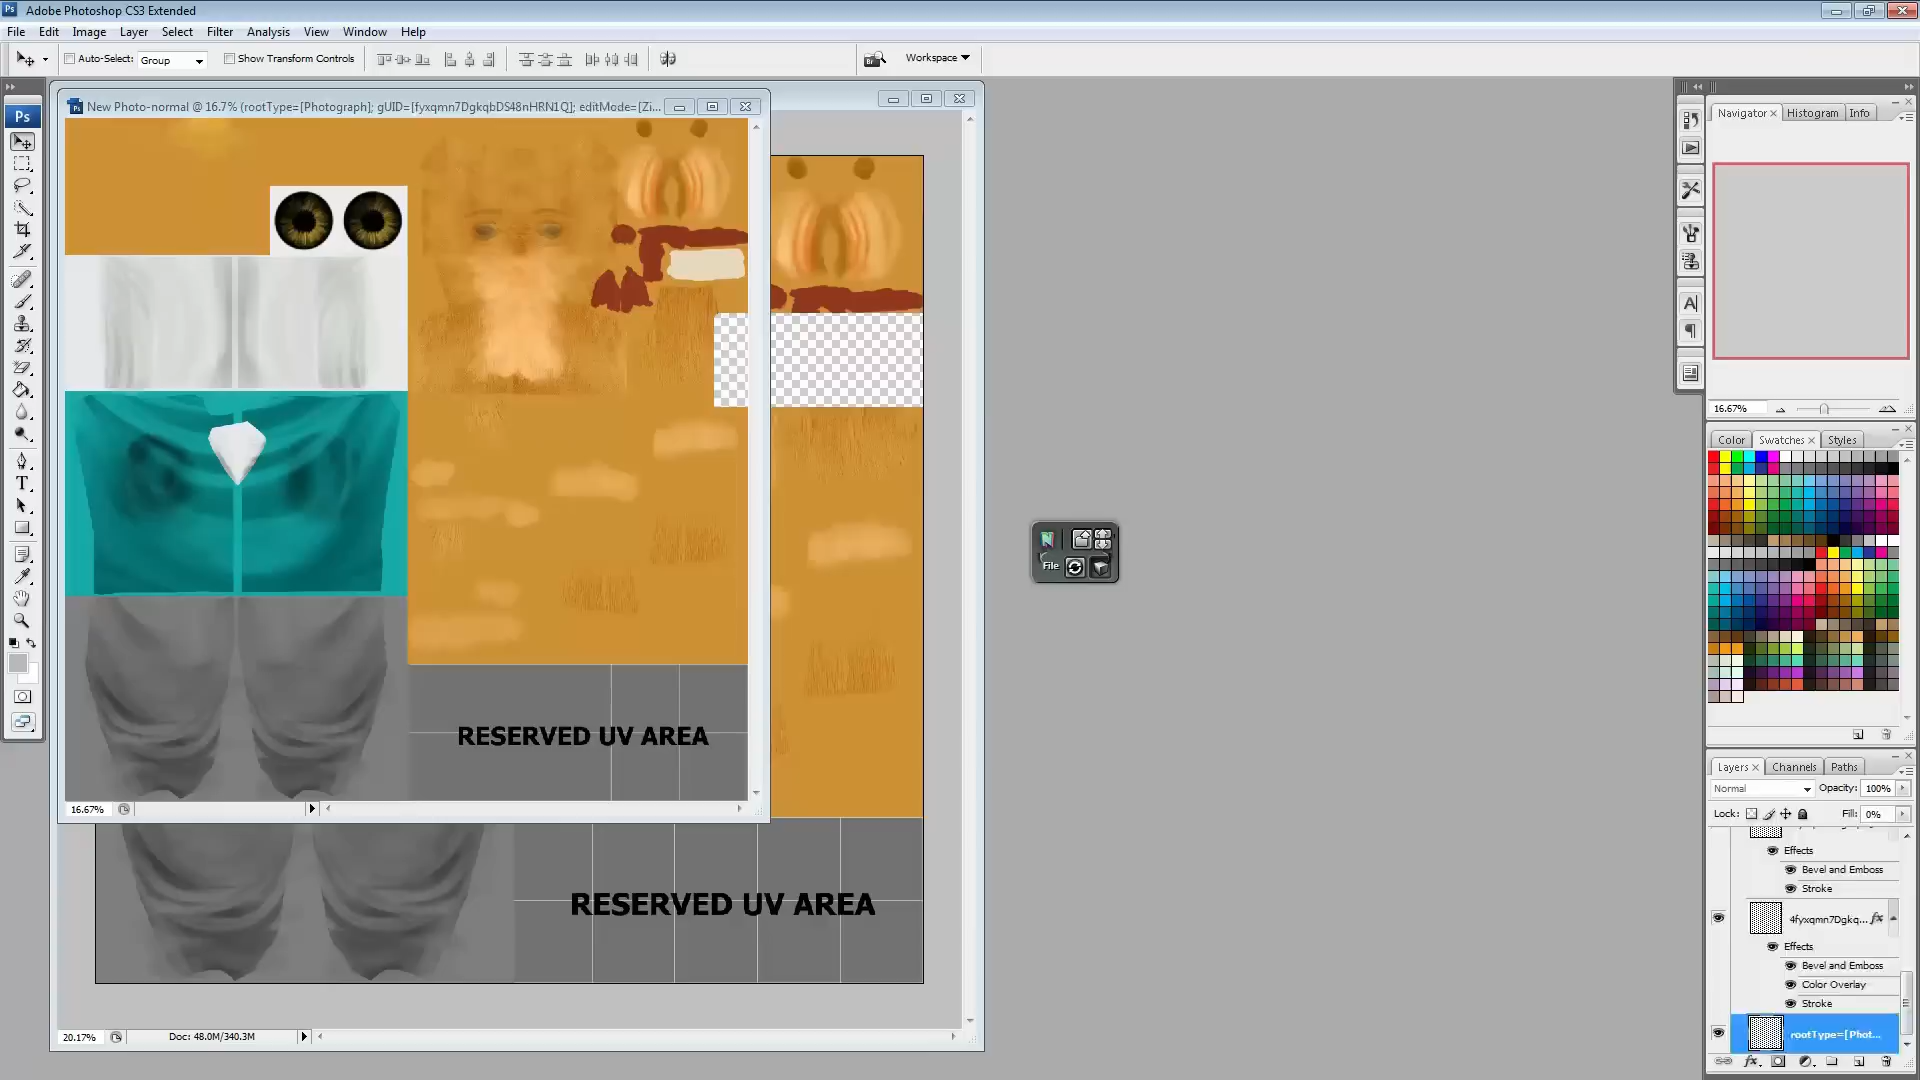 Adobe Photoshop CS3 Extended
File Edit Image Layer Select Filter Analysis View Window Help
Auto-Select: Group Show Transform Controls Workspace
New Photo-normal @ 16.7% (rootType=[Photograph]; gUID=[fyxqmn7DgkqbDS48nHRN1Q]; editMode=[Zi...
Ps
Navigator Histogram Info
File
16.67%
Color Swatches Styles
RESERVED UV AREA
16.67%
Layers Channels Paths
Normal Opacity: 100%
Lock: Fill: 0%
Effects
Bevel and Emboss
Stroke
RESERVED UV AREA
4fyxqmn7Dgkq...
Effects
Bevel and Emboss
Color Overlay
Stroke
rootType=[Phot...
20.17% Doc: 48.0M/340.3M